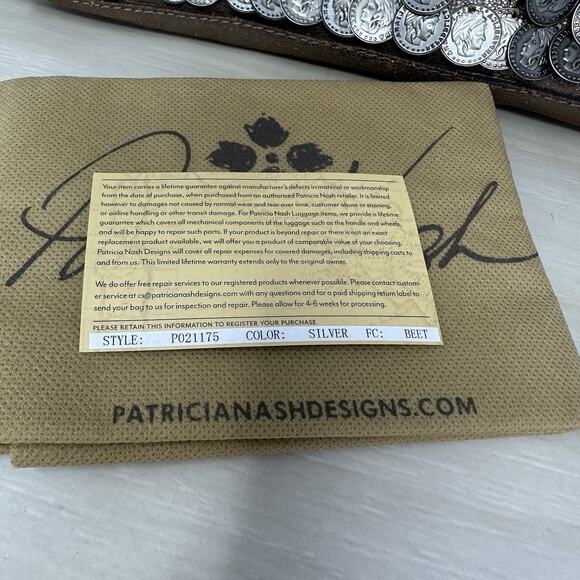 Your item carries a lifetime guarantee against manufacturer's defects in material or workmanship
from the date of purchase, when purchased from an authorized Patricia Nash retailer. It is limited
however to damages not caused by normal wear and tear over time, customer abuse or staining,
or airline handling or other transit damage. For Patricia Nash Luggage items, we provide a lifetime
guarantee which covers all mechanical components of the luggage such as the handle and wheels,
and will be happy to repair such parts. If your product is beyond repair or there is not an exact
replacement product available, we will offer you a product of comparable value of your choosing.
Patricia Nash Designs will cover all repair expenses for covered damages, including shipping costs to
and from us. This limited lifetime warranty extends only to the original owner.
We do offer free repair services to our registered products whenever possible. Please contact custom-
er service at cs@patricianashdesigns.com with any questions and for a paid shipping return label to
send your bag to us for inspection and repair. Please allow for 4-6 weeks for processing.
PLEASE RETAIN THIS INFORMATION TO REGISTER YOUR PURCHASE
STYLE: P021175 COLOR: SILVER FC: BEET
PATRICIANASHDESIGNS.COM